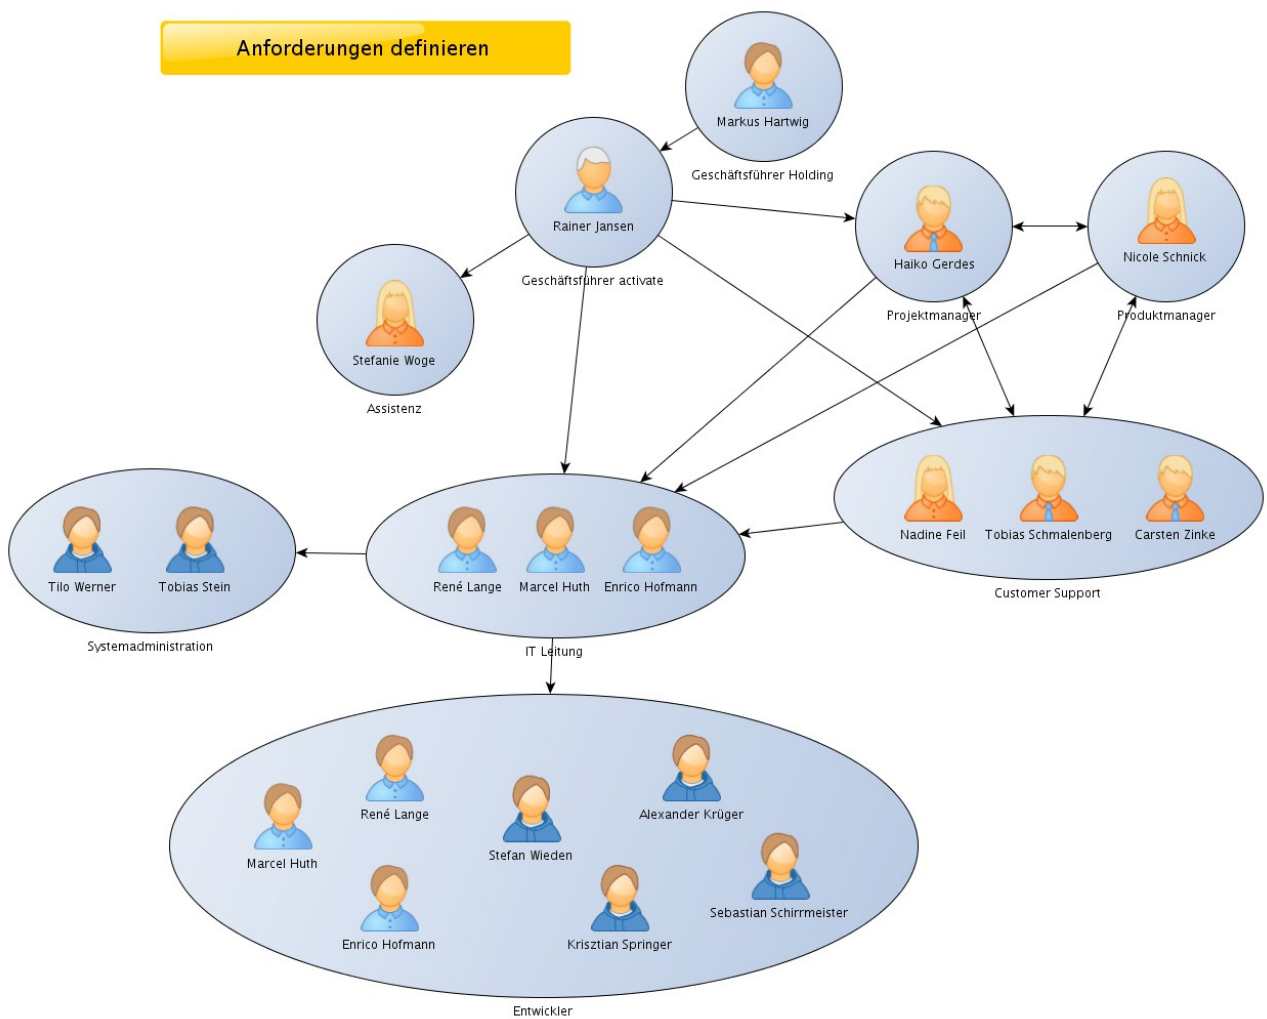 Anforderungen definieren
Markus Hartwig
Geschäftsführer Holding
Rainer Jansen
Geschäftsführer activate
Haiko Gerdes
Projektmanager
Nicole Schnick
Produktmanager
Stefanie Woge
Assistenz
Nadine Feil
Tobias Schmalenberg
Carsten Zinke
Customer Support
Tilo Werner
Tobias Stein
Systemadministration
René Lange
Marcel Huth
Enrico Hofmann
IT Leitung
René Lange
Alexander Krüger
Marcel Huth
Stefan Wieden
Sebastian Schirrmeister
Enrico Hofmann
Krisztian Springer
Entwickler